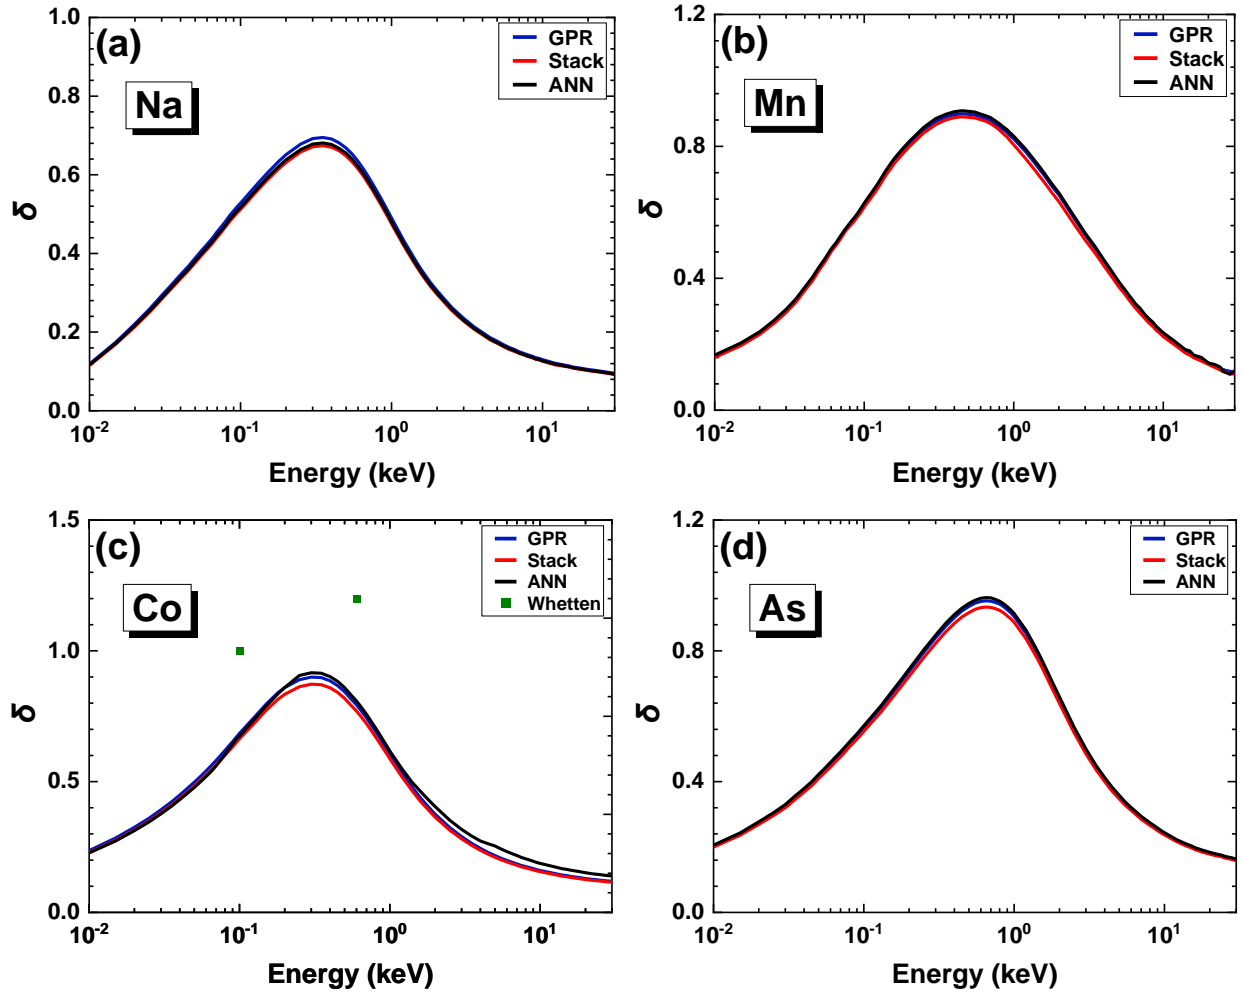 (a)
Na
GPR
Stack
ANN
1.0
0.8
0.6
0.4
0.2
0.0
δ
10⁻² 10⁻¹ 10⁰ 10¹
Energy (keV)
(b)
Mn
GPR
Stack
ANN
1.2
0.8
0.4
0.0
δ
10⁻² 10⁻¹ 10⁰ 10¹
Energy (keV)
(c)
Co
GPR
Stack
ANN
Whetten
1.5
1.0
0.5
0.0
δ
10⁻² 10⁻¹ 10⁰ 10¹
Energy (keV)
(d)
As
GPR
Stack
ANN
1.2
0.8
0.4
0.0
δ
10⁻² 10⁻¹ 10⁰ 10¹
Energy (keV)